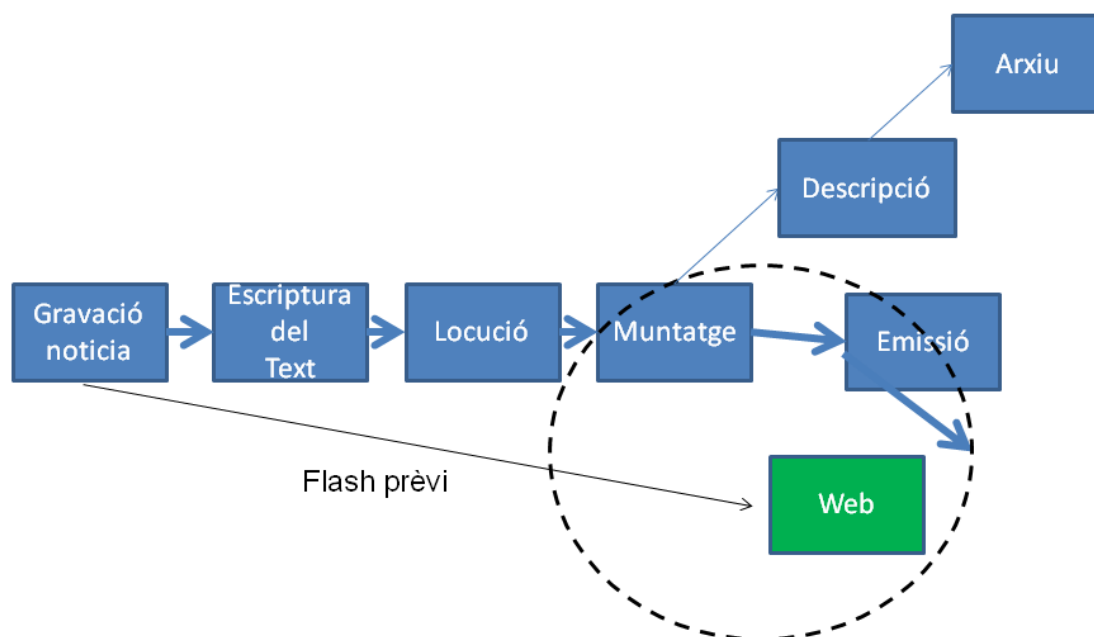 Arxiu
Descripció
Gravació
noticia
Escriptura
del
Text
Locució
Muntatge
Emissió
Flash prèvi
Web